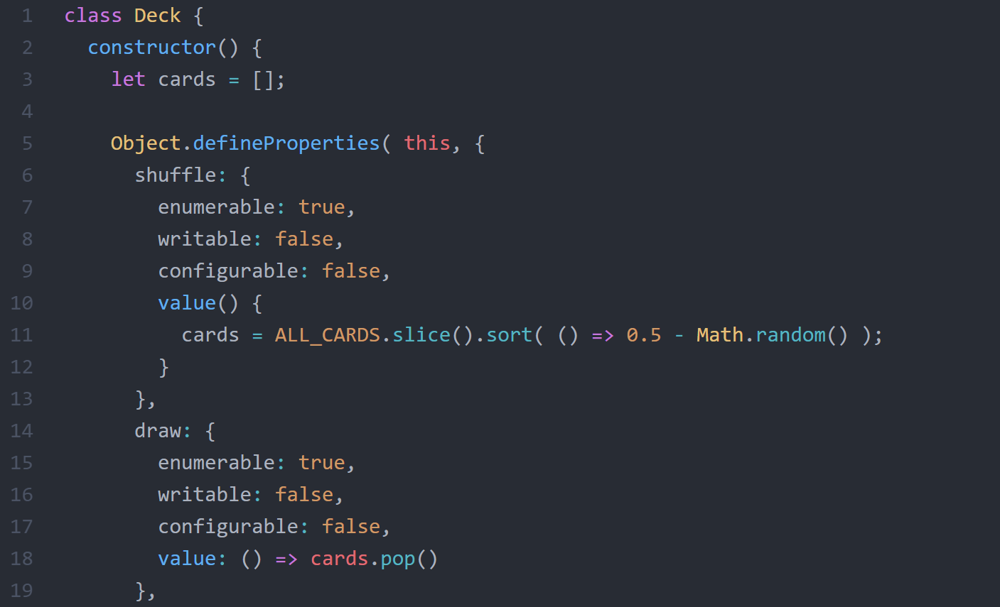 1 class Deck {
2   constructor() {
3     let cards = [];
4
5     Object.defineProperties( this, {
6       shuffle: {
7         enumerable: true,
8         writable: false,
9         configurable: false,
10         value() {
11           cards = ALL_CARDS.slice().sort( () => 0.5 - Math.random() );
12         }
13       },
14       draw: {
15         enumerable: true,
16         writable: false,
17         configurable: false,
18         value: () => cards.pop()
19       },